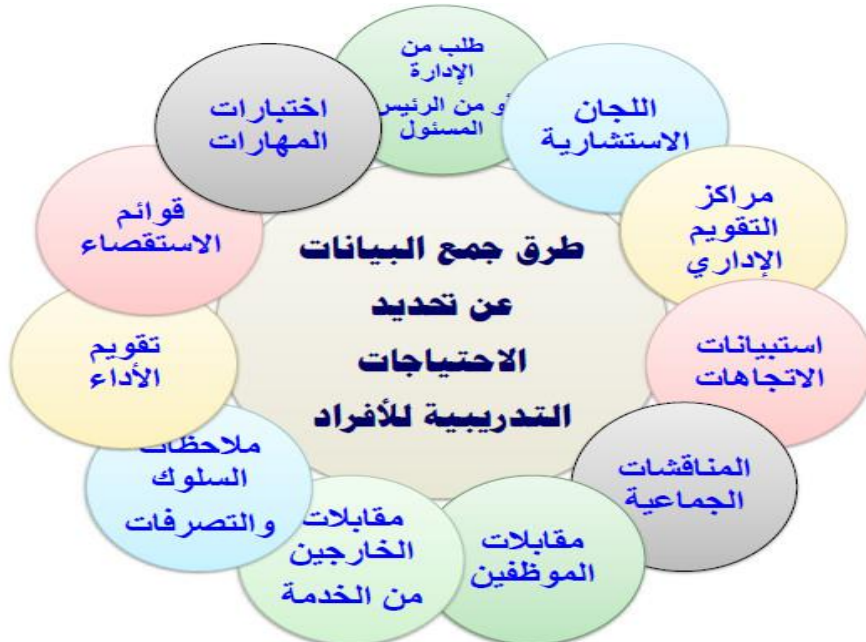 طلب من
الإدارة
أو من الرئيس
المسئول
اللجان
الاستشارية
مراكز
التقويم
الإداري
استبيانات
الاتجاهات
المناقشات
الجماعية
مقابلات
الموظفين
مقابلات
الخارجين
من الخدمة
ملاحظات
السلوك
والتصرفات
تقويم
الأداء
قوائم
الاستقصاء
اختبارات
المهارات
طرق جمع البيانات
عن تحديد
الاحتياجات
التدريبية للأفراد